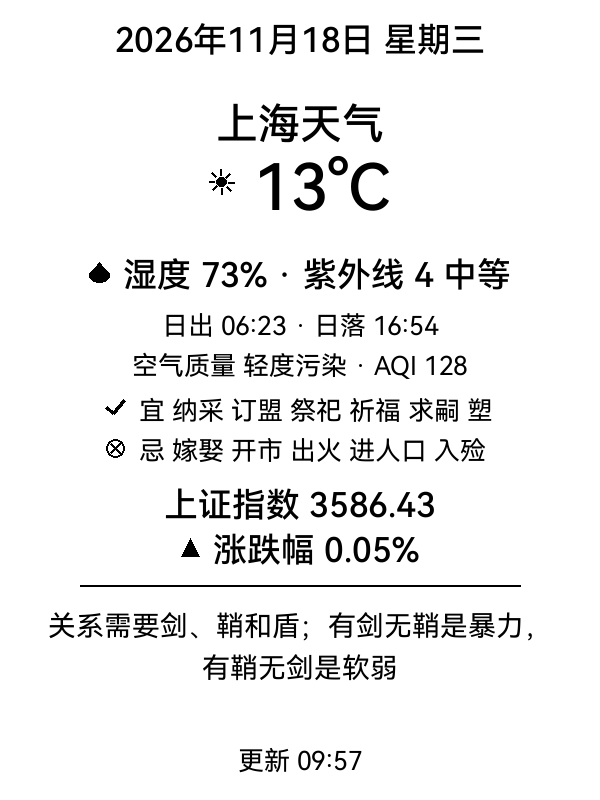 2026年11月18日 星期三
上海天气
13°C
湿度 73% · 紫外线 4 中等
日出 06:23 · 日落 16:54
空气质量 轻度污染 · AQI 128
宜 纳采 订盟 祭祀 祈福 求嗣 塑
忌 嫁娶 开市 出火 进人口 入殓
上证指数 3586.43
▲ 涨跌幅 0.05%
关系需要剑、鞘和盾；有剑无鞘是暴力，
有鞘无剑是软弱
更新 09:57